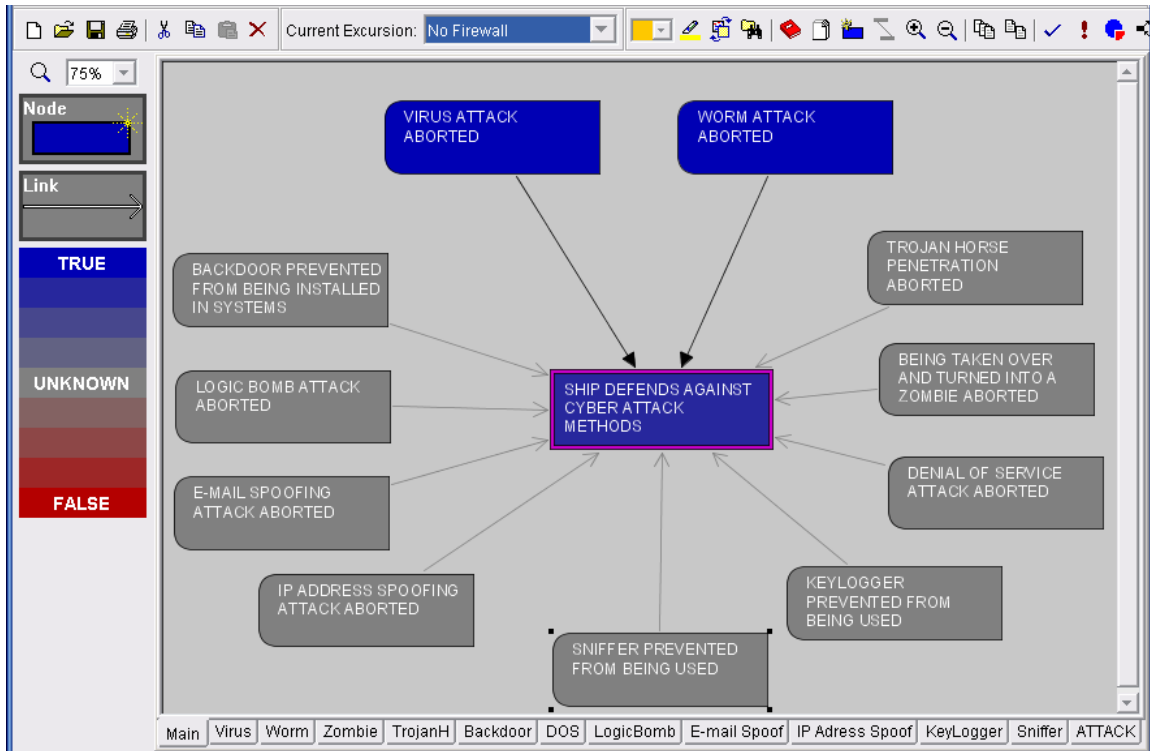 Current Excursion: No Firewall
75%
Node
Link
TRUE
UNKNOWN
FALSE
VIRUS ATTACK
ABORTED
WORM ATTACK
ABORTED
BACKDOOR PREVENTED
FROM BEING INSTALLED
IN SYSTEMS
TROJAN HORSE
PENETRATION
ABORTED
LOGIC BOMB ATTACK
ABORTED
SHIP DEFENDS AGAINST
CYBER ATTACK
METHODS
BEING TAKEN OVER
AND TURNED INTO A
ZOMBIE ABORTED
E-MAIL SPOOFING
ATTACK ABORTED
DENIAL OF SERVICE
ATTACK ABORTED
IP ADDRESS SPOOFING
ATTACK ABORTED
KEYLOGGER
PREVENTED FROM
BEING USED
SNIFFER PREVENTED
FROM BEING USED
Main Virus Worm Zombie TrojanH Backdoor DOS LogicBomb E-mail Spoof IP Adress Spoof KeyLogger Sniffer ATTACK